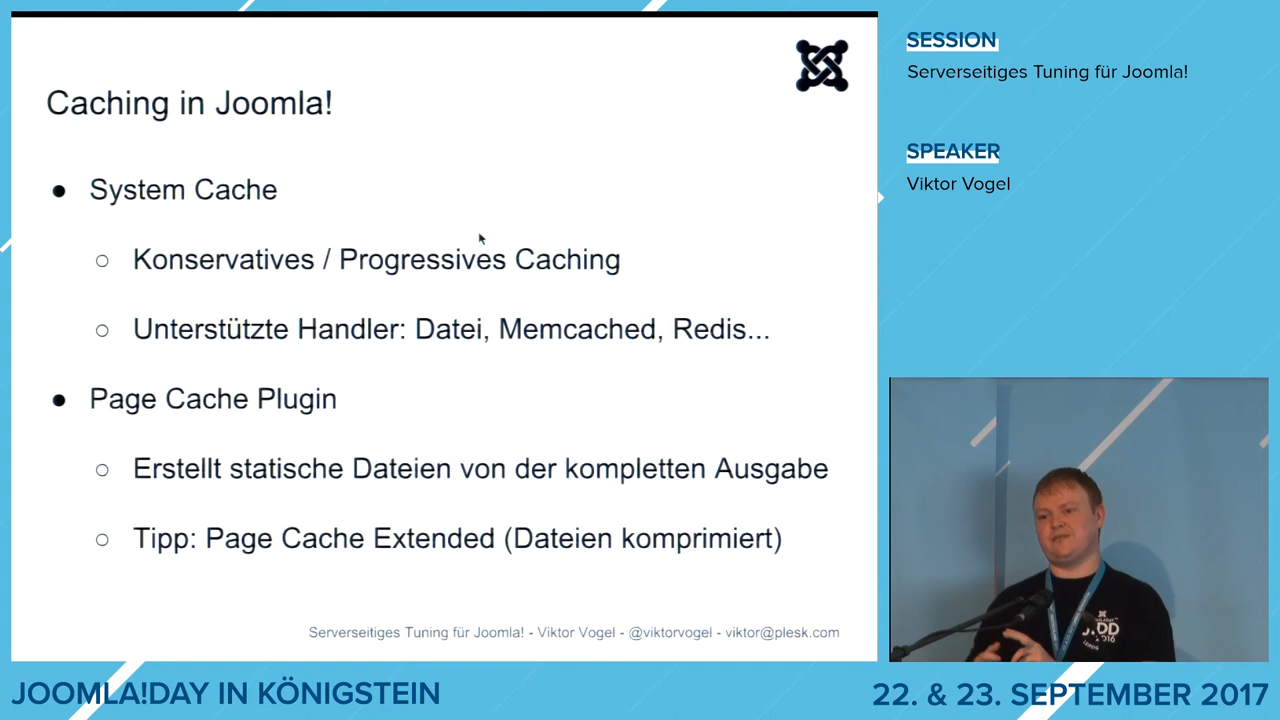 Caching in Joomla!
● System Cache
○ Konservatives / Progressives Caching
○ Unterstützte Handler: Datei, Memcached, Redis...
● Page Cache Plugin
○ Erstellt statische Dateien von der kompletten Ausgabe
○ Tipp: Page Cache Extended (Dateien komprimiert)
Serverseitiges Tuning für Joomla! - Viktor Vogel - @viktorvogel - viktor@plesk.com
SESSION
Serverseitiges Tuning für Joomla!
SPEAKER
Viktor Vogel
JOOMLA!DAY IN KÖNIGSTEIN
22. & 23. SEPTEMBER 2017